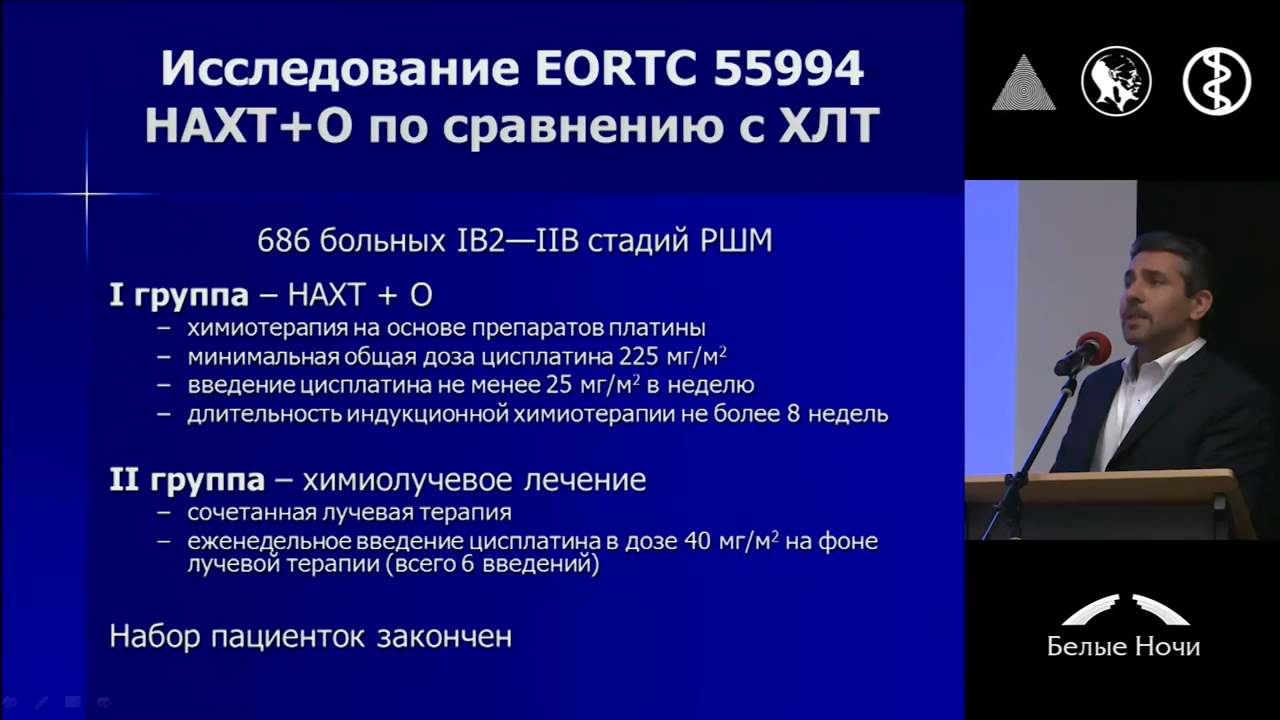 Исследование EORTC 55994
НАХТ+О по сравнению с ХЛТ
686 больных IB2—IIB стадий РШМ
I группа – НАХТ + О
– химиотерапия на основе препаратов платины
– минимальная общая доза цисплатина 225 мг/м²
– введение цисплатина не менее 25 мг/м² в неделю
– длительность индукционной химиотерапии не более 8 недель
II группа – химиолучевое лечение
– сочетанная лучевая терапия
– еженедельное введение цисплатина в дозе 40 мг/м² на фоне
лучевой терапии (всего 6 введений)
Набор пациенток закончен
Белые Ночи